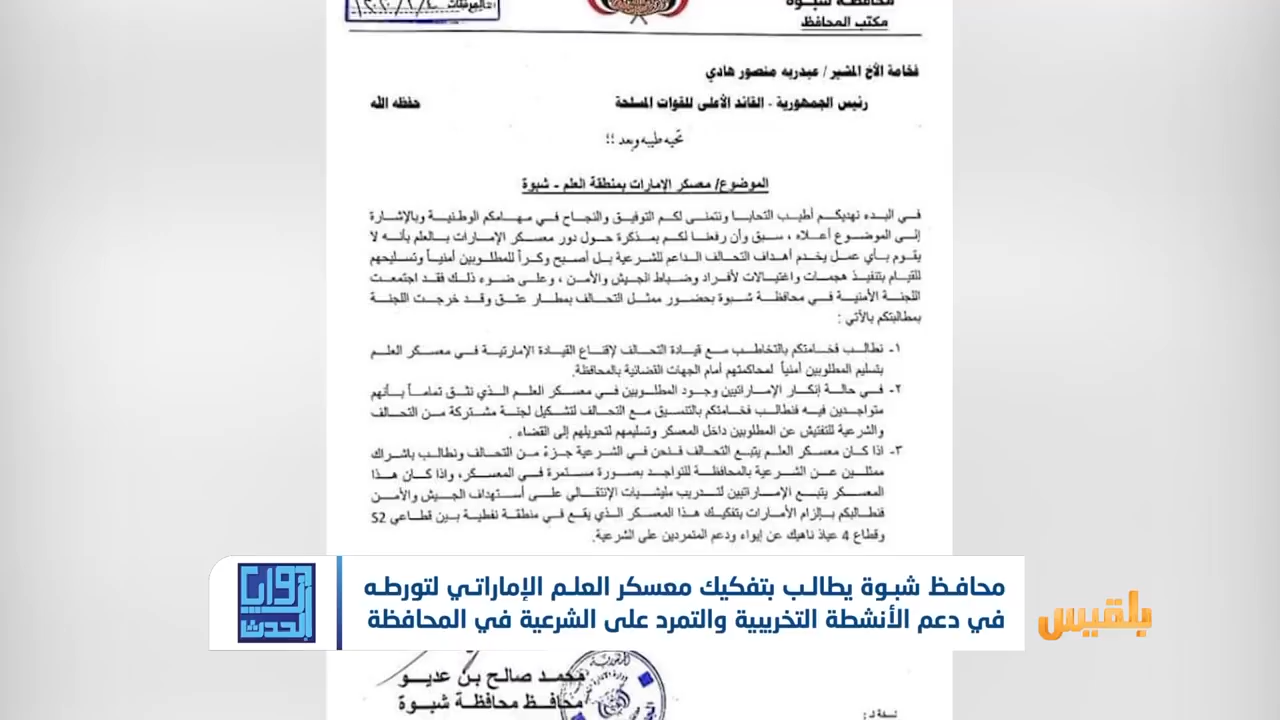 محافظة شبوة
مكتب المحافظ
فخامة الأخ المشير / عبدربه منصور هادي
رئيس الجمهورية - القائد الأعلى للقوات المسلحة حفظه الله
تحيه طيبه وبعد !!
الموضوع/ معسكر الإمارات بمنطقة العلم - شبوة
في البدء نهديكم أطيب التحايا ونتمنى لكم التوفيق والنجاح في مهامكم الوطنية وبالإشارة
إلى الموضوع أعلاه ، سبق وأن رفعنا لكم بمذكرة حول دور معسكر الإمارات بالعلم بأنه لا
يقوم بأي عمل يخدم أهداف التحالف الداعم للشرعية بل أصبح وكراً للمطلوبين أمنياً وتسليحهم
للقيام بتنفيذ هجمات واغتيالات لأفراد وضباط الجيش والأمن ، وعلى ضوء ذلك فقد اجتمعت
اللجنة الأمنية في محافظة شبوة بحضور ممثل التحالف بمطار عتق وقد خرجت اللجنة
بمطالبتكم بالأتي :
١- نطالب فخامتكم بالتخاطب مع قيادة التحالف لإقناع القيادة الإمارتية في معسكر العلم
بتسليم المطلوبين أمنياً لمحاكمتهم أمام الجهات القضائية بالمحافظة.
٢- في حالة إنكار الإماراتيين وجود المطلوبين في معسكر العلم الذي نثق تماماً بأنهم
متواجدين فيه فنطالب فخامتكم بالتنسيق مع التحالف لتشكيل لجنة مشتركة من التحالف
والشرعية للتفتيش عن المطلوبين داخل المعسكر وتسليمهم لتحويلهم إلى القضاء .
٣- اذا كان معسكر العلم يتبع التحالف فنحن في الشرعية جزءً من التحالف ونطالب باشراك
ممثلين عن الشرعية بالمحافظة للتواجد بصورة مستمرة في المعسكر، واذا كان هذا
المعسكر يتبع الإماراتيين لتدريب مليشيات الإنتقالي على أستهداف الجيش والأمن
فنطالبكم بإلزام الأمارات بتفكيك هذا المعسكر الذي يقع في منطقة نفطية بين قطاعي S2
وقطاع 4 عياذ ناهيك عن إيواء ودعم المتمردين على الشرعية.
محافظ شبوة يطالب بتفكيك معسكر العلم الإماراتي لتورطه
في دعم الأنشطة التخريبية والتمرد على الشرعية في المحافظة
أبواب الحدث
بلقيس
محمد صالح بن عديو
محافظ محافظة شبوة
نسخة لـ :